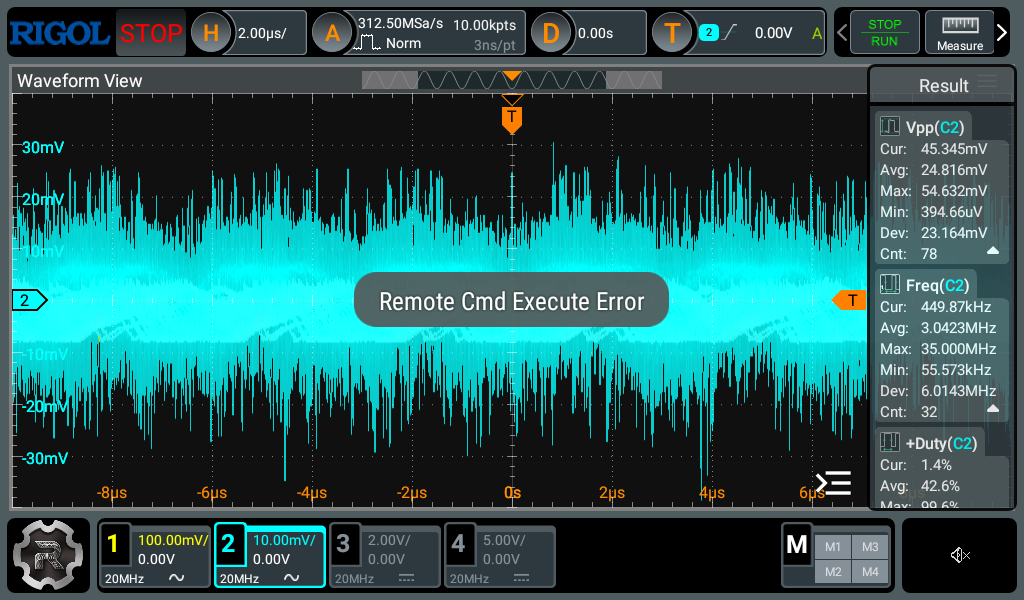 RIGOL STOP H 2.00µs/ A 312.50MSa/s 10.00kpts D 0.00s T 2 0.00V A STOP
Norm 3ns/pt RUN Measure
Waveform View Result
T
30mV
20mV
10mV
2 T
-10mV
-20mV
-30mV
-8µs -6µs -4µs -2µs 0s 2µs 4µs 6µs
Remote Cmd Execute Error
Vpp(C2)
Cur: 45.345mV
Avg: 24.816mV
Max: 54.632mV
Min: 394.66uV
Dev: 23.164mV
Cnt: 78
Freq(C2)
Cur: 449.87kHz
Avg: 3.0423MHz
Max: 35.000MHz
Min: 55.573kHz
Dev: 6.0143MHz
Cnt: 32
+Duty(C2)
Cur: 1.4%
Avg: 42.6%
Max: 99.6%
R
1 100.00mV/
0.00V
20MHz
2 10.00mV/
0.00V
20MHz
3 2.00V/
0.00V
20MHz
4 5.00V/
0.00V
20MHz
M M1 M3
M2 M4